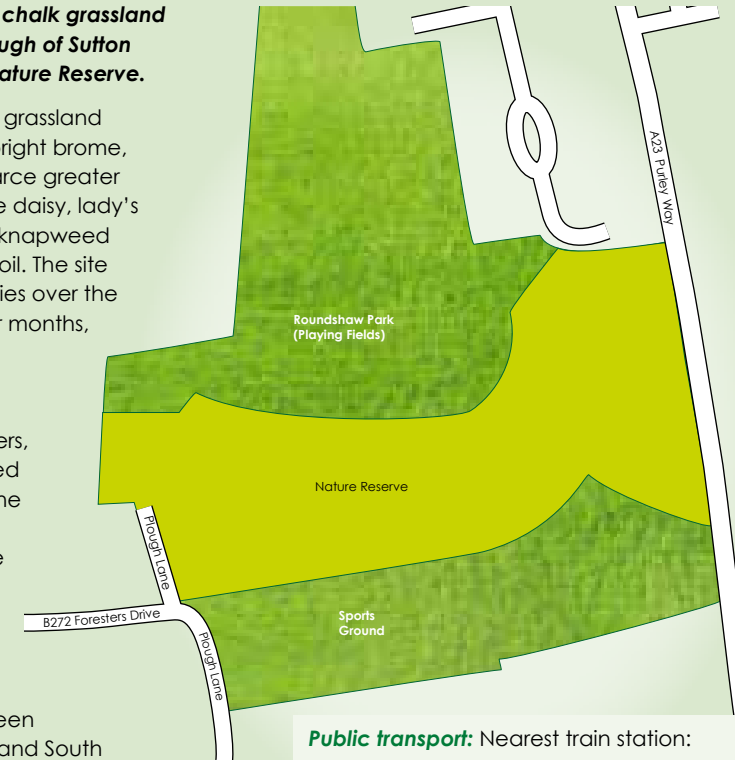 chalk grassland
ugh of Sutton
ature Reserve.
grassland
right brome,
arce greater
e daisy, lady's
knapweed
oil. The site
ies over the
r months,
ers,
ed
ne
e
een
and South
A23 Purley Way
Roundshaw Park
(Playing Fields)
Nature Reserve
Plough Lane
B272 Foresters Drive
Plough Lane
Sports
Ground
Public transport: Nearest train station: